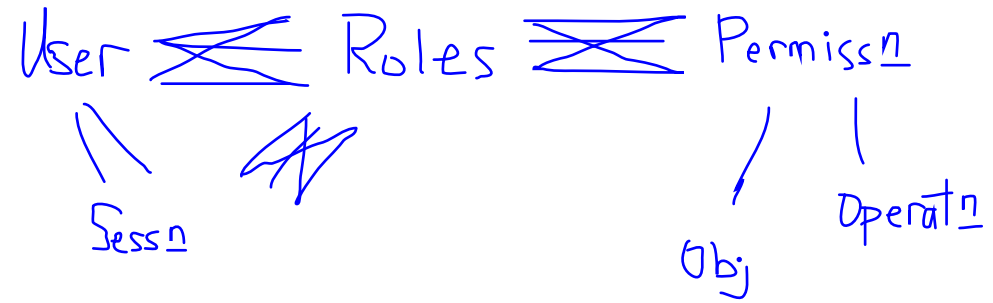 User Roles Permissn
Sessn
Operatn
Obj